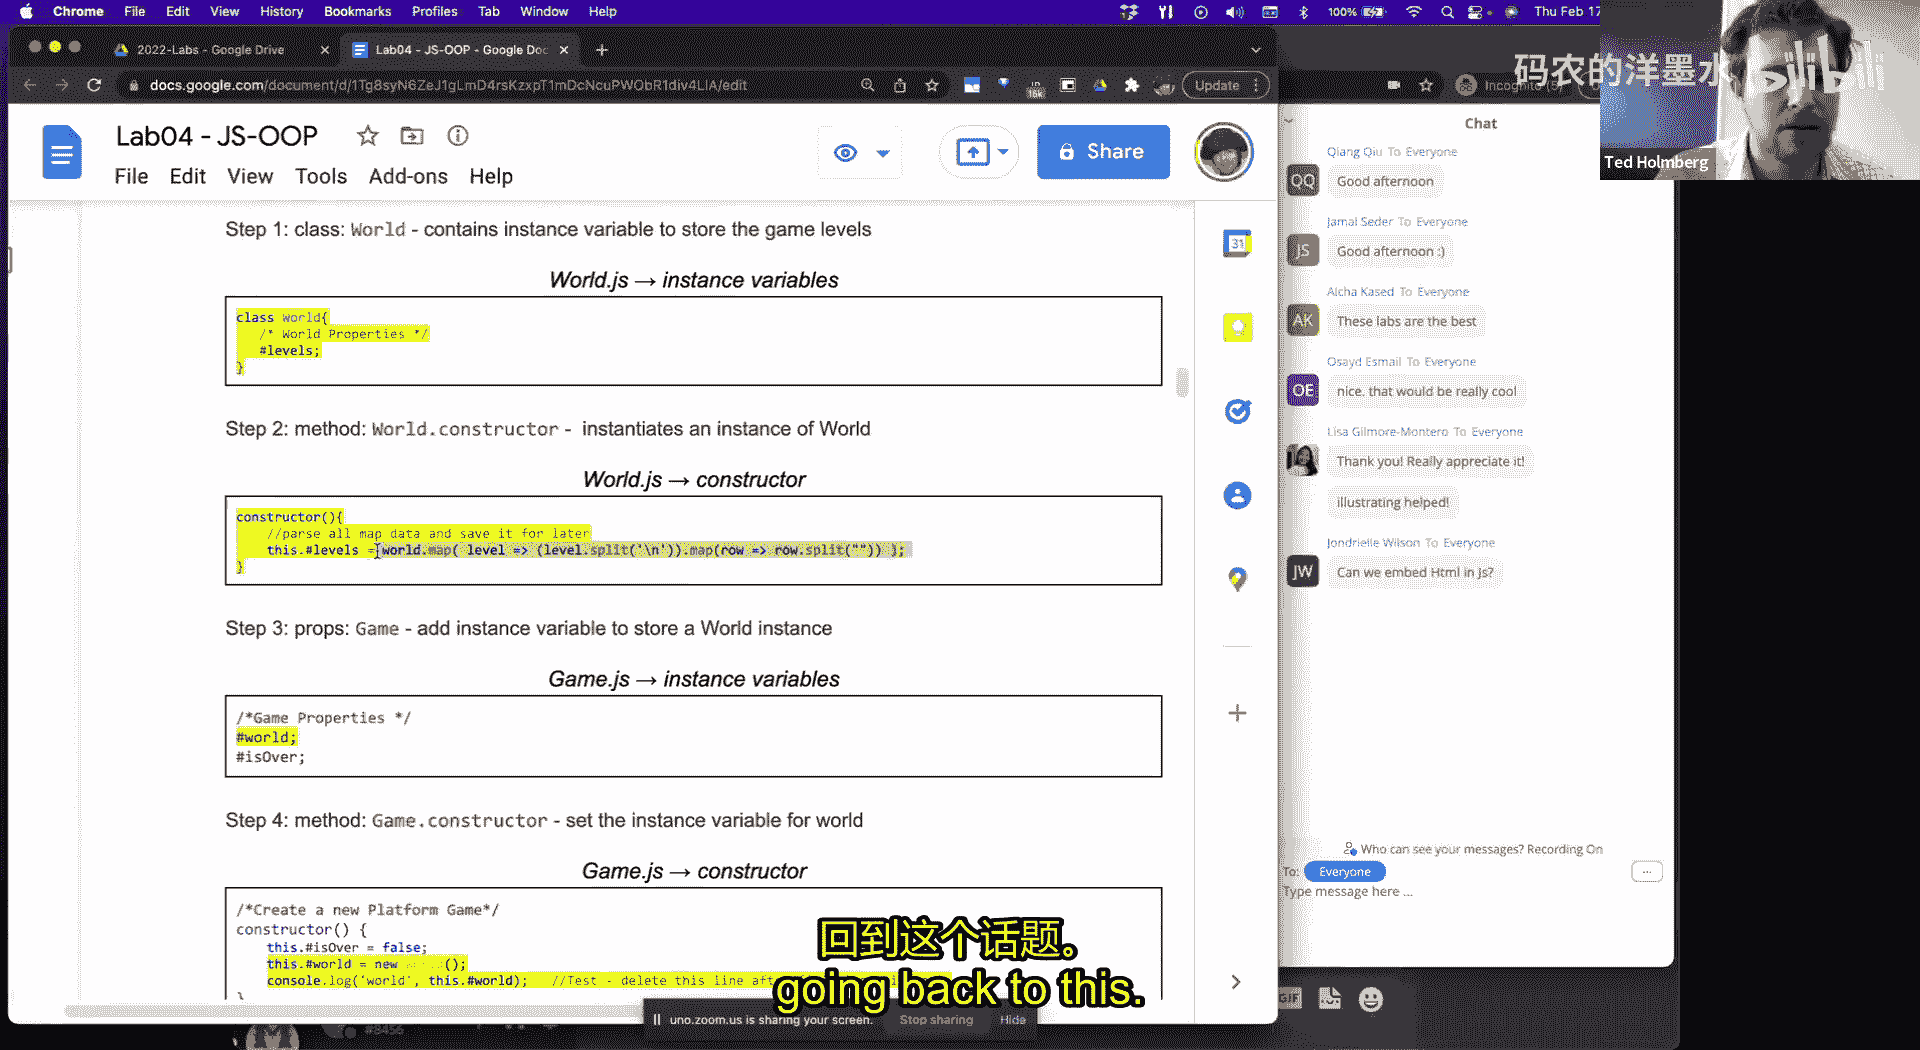 Chrome File Edit View History Bookmarks Profiles Tab Window Help
100%
Thu Feb 17
2022-Labs - Google Drive
Lab04 - JS-OOP - Google Doc
docs.google.com/document/d/1Tg8syN6ZeJ1gLmD4rsKzxpT1mDcNcuPWObR1div4LIA/edit
Update
Incognito (5)
码农的洋墨水
bilibili
Ted Holmberg
Lab04 - JS-OOP
File Edit View Tools Add-ons Help
Share
31
Step 1: class: World - contains instance variable to store the game levels
World.js → instance variables
class World{
/* World Properties */
#levels;
}
Step 2: method: World.constructor - instantiates an instance of World
World.js → constructor
constructor(){
//parse all map data and save it for later
this.#levels = world.map( level => (level.split('\n')).map(row => row.split("")) );
}
Step 3: props: Game - add instance variable to store a World instance
Game.js → instance variables
/*Game Properties */
#world;
#isOver;
Step 4: method: Game.constructor - set the instance variable for world
Game.js → constructor
/*Create a new Platform Game*/
constructor() {
this.#isOver = false;
this.#world = new ();
console.log('world', this.#world); //Test - delete this line
}
Chat
Qiang Qiu To Everyone
QQ
Good afternoon
Jamal Seder To Everyone
JS
Good afternoon :)
Aicha Kased To Everyone
AK
These labs are the best
Osayd Esmail To Everyone
OE
nice. that would be really cool
Lisa Gilmore-Montero To Everyone
Thank you! Really appreciate it!
illustrating helped!
Jondrielle Wilson To Everyone
JW
Can we embed Html in Js?
Who can see your messages? Recording On
To: Everyone
Type message here ...
GIF
回到这个话题。
going back to this.
uno.zoom.us is sharing your screen.
Stop sharing
Hide
#8456